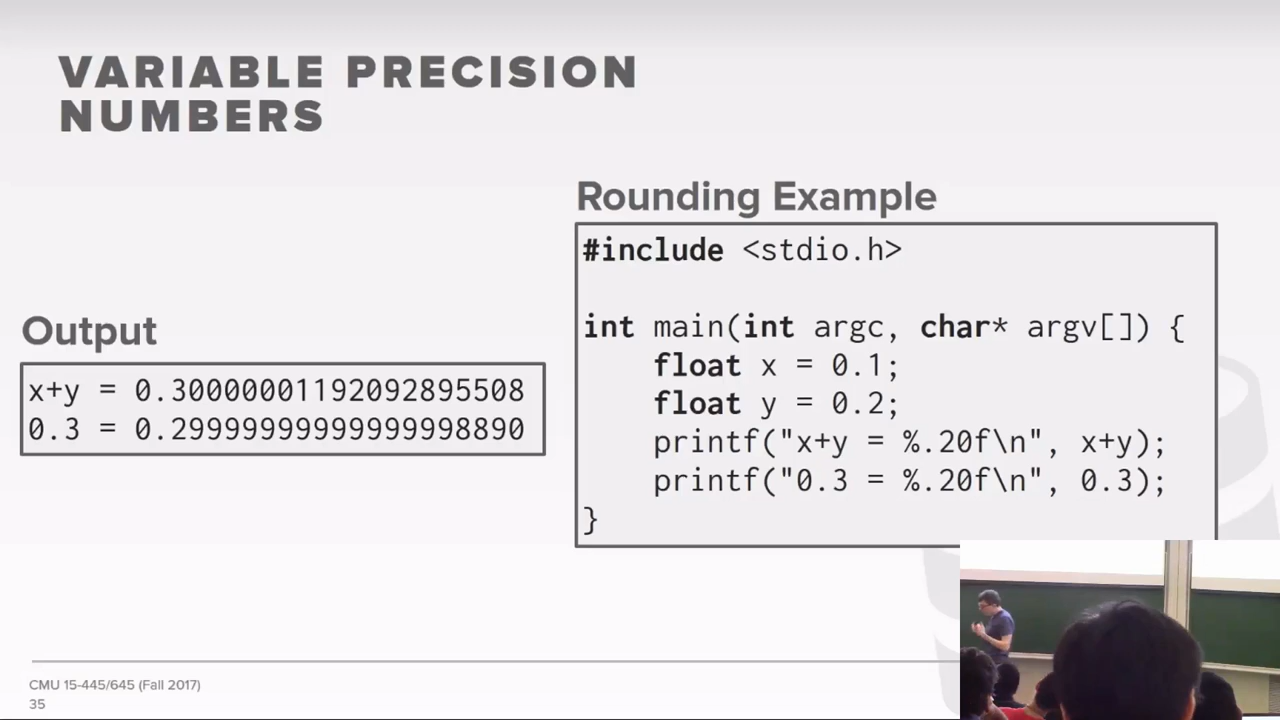 VARIABLE PRECISION
NUMBERS
Rounding Example
#include <stdio.h>
int main(int argc, char* argv[]) {
    float x = 0.1;
    float y = 0.2;
    printf("x+y = %.20f\n", x+y);
    printf("0.3 = %.20f\n", 0.3);
}
Output
x+y = 0.30000001192092895508
0.3 = 0.29999999999999998890
CMU 15-445/645 (Fall 2017)
35